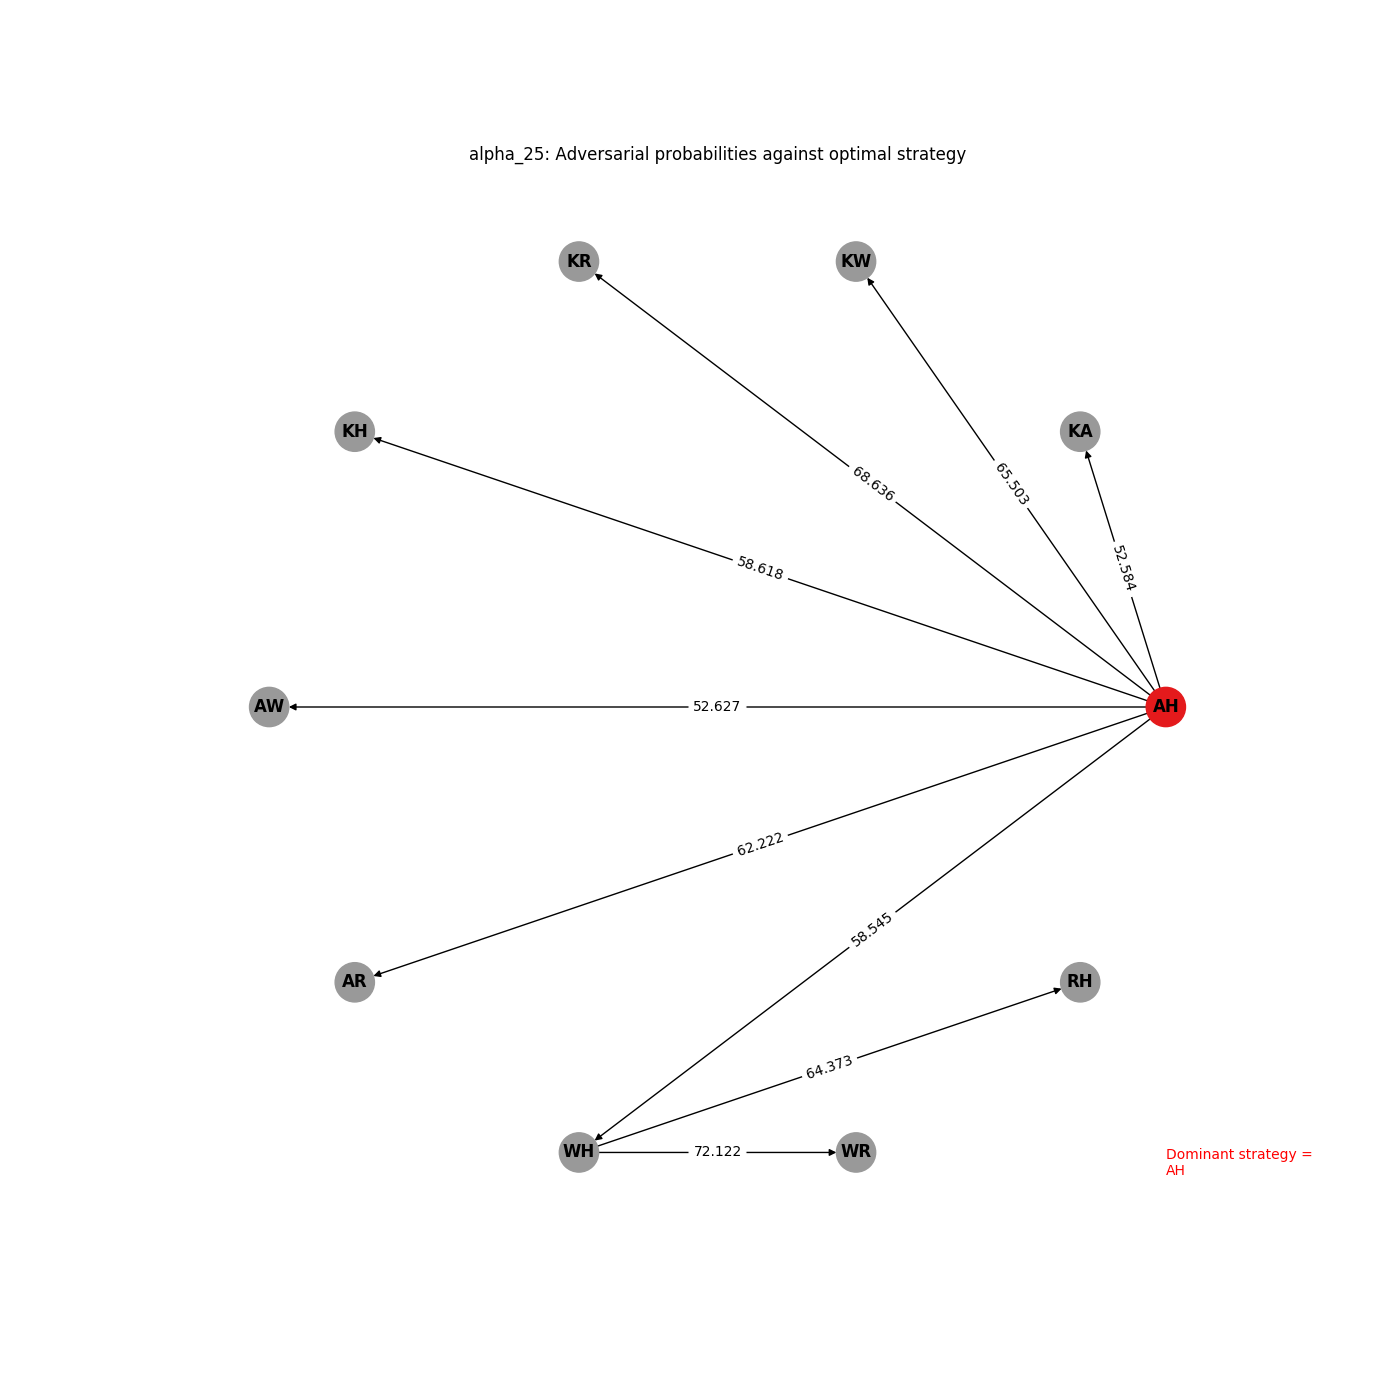 alpha_25: Adversarial probabilities against optimal strategy
KR
KW
KH
KA
68.636
65.503
58.618
52.584
AW
52.627
AH
62.222
58.545
AR
RH
64.373
WH
72.122
WR
Dominant strategy =
AH